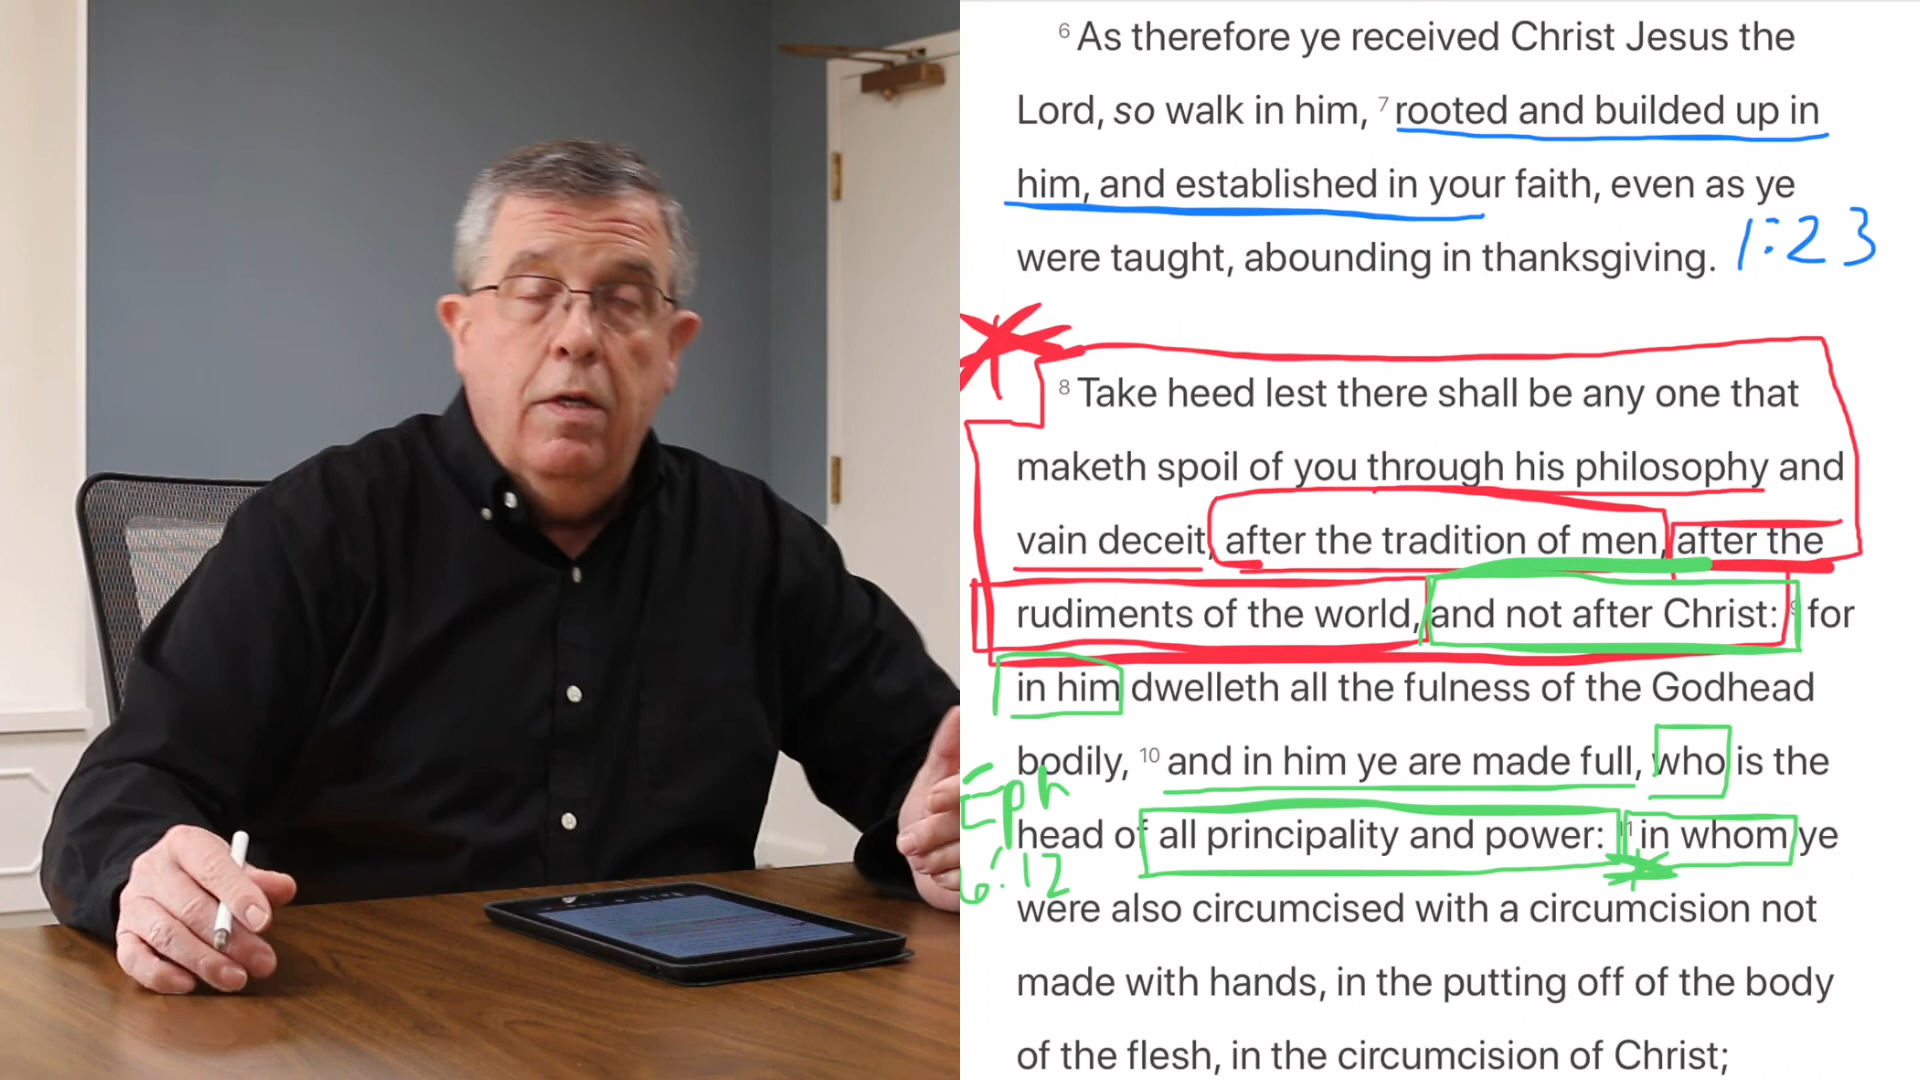 6 As therefore ye received Christ Jesus the
Lord, so walk in him, 7 rooted and builded up in
him, and established in your faith, even as ye
were taught, abounding in thanksgiving. 1:23
8 Take heed lest there shall be any one that
maketh spoil of you through his philosophy and
vain deceit, after the tradition of men, after the
rudiments of the world, and not after Christ: 9 for
in him dwelleth all the fulness of the Godhead
bodily, 10 and in him ye are made full, who is the
Eph
head of all principality and power: 11 in whom ye
6:12
were also circumcised with a circumcision not
made with hands, in the putting off of the body
of the flesh, in the circumcision of Christ;